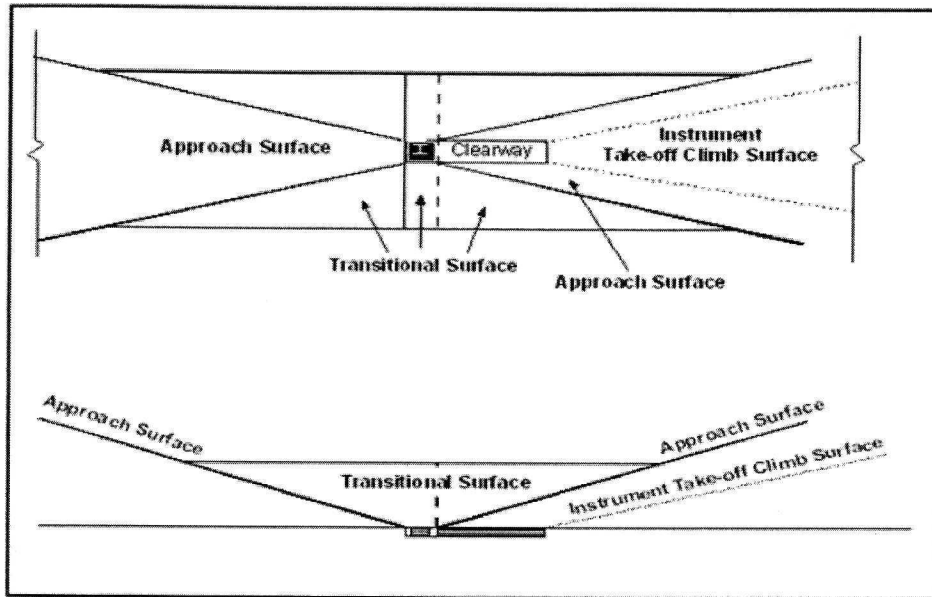 Approach Surface
Clearway
Instrument
Take-off Climb Surface
Transitional Surface
Approach Surface
Approach Surface
Approach Surface
Transitional Surface
Instrument Take-off Climb Surface